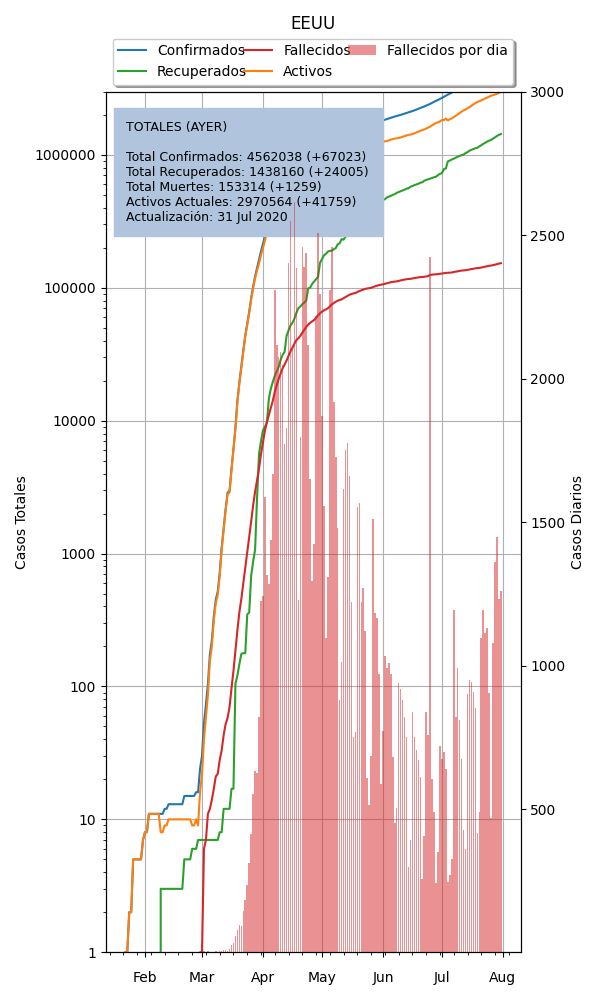 EEUU
Confirmados Fallecidos Fallecidos por dia
Recuperados Activos
TOTALES (AYER)
Total Confirmados: 4562038 (+67023)
Total Recuperados: 1438160 (+24005)
Total Muertes: 153314 (+1259)
Activos Actuales: 2970564 (+41759)
Actualización: 31 Jul 2020
Casos Totales
1000000
100000
10000
1000
100
10
1
3000
2500
2000
1500
1000
500
Casos Diarios
Feb Mar Apr May Jun Jul Aug